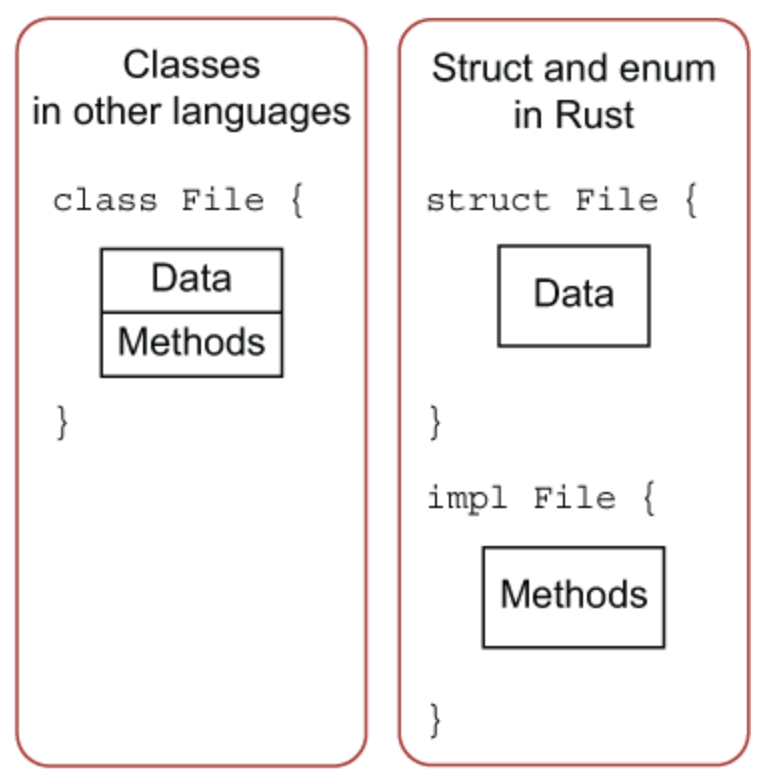 Classes
in other languages
class File {
Data
Methods
}
Struct and enum
in Rust
struct File {
Data
}
impl File {
Methods
}